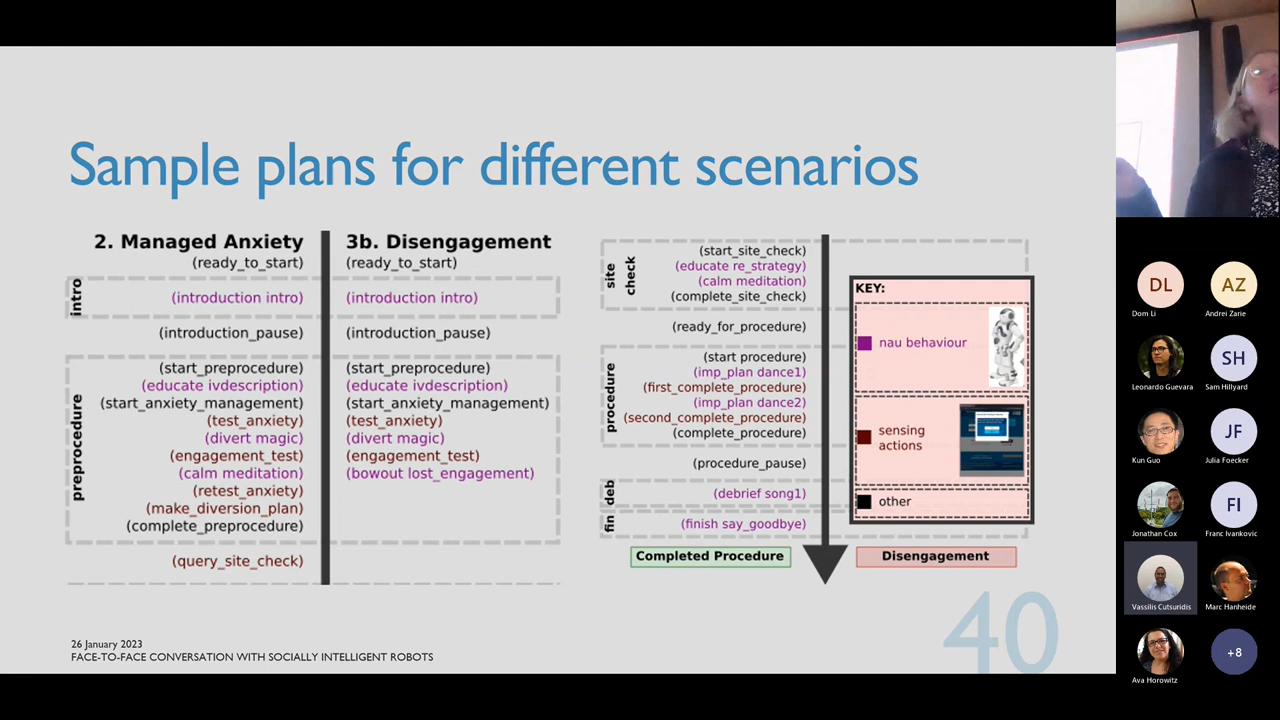 Sample plans for different scenarios
2. Managed Anxiety
(ready_to_start)
intro
(introduction intro)
(introduction_pause)
preprocedure
(start_preprocedure)
(educate ivdescription)
(start_anxiety_management)
(test_anxiety)
(divert magic)
(engagement_test)
(calm meditation)
(retest_anxiety)
(make_diversion_plan)
(complete_preprocedure)
(query_site_check)
3b. Disengagement
(ready_to_start)
(introduction intro)
(introduction_pause)
(start_preprocedure)
(educate ivdescription)
(start_anxiety_management)
(test_anxiety)
(divert magic)
(engagement_test)
(bowout lost_engagement)
site
check
(start_site_check)
(educate re_strategy)
(calm meditation)
(complete_site_check)
(ready_for_procedure)
procedure
(start procedure)
(imp_plan dance1)
(first_complete_procedure)
(imp_plan dance2)
(second_complete_procedure)
(complete_procedure)
(procedure_pause)
deb
(debrief song1)
fin
(finish say_goodbye)
Completed Procedure
KEY:
nau behaviour
sensing
actions
other
Disengagement
26 January 2023
FACE-TO-FACE CONVERSATION WITH SOCIALLY INTELLIGENT ROBOTS
40
DL
Dom Li
AZ
Andrei Zarie
Leonardo Guevara
SH
Sam Hillyard
Kun Guo
JF
Julia Foecker
Jonathan Cox
FI
Franc Ivankovic
Vassilis Cutsuridis
Marc Hanheide
Ava Horowitz
+8